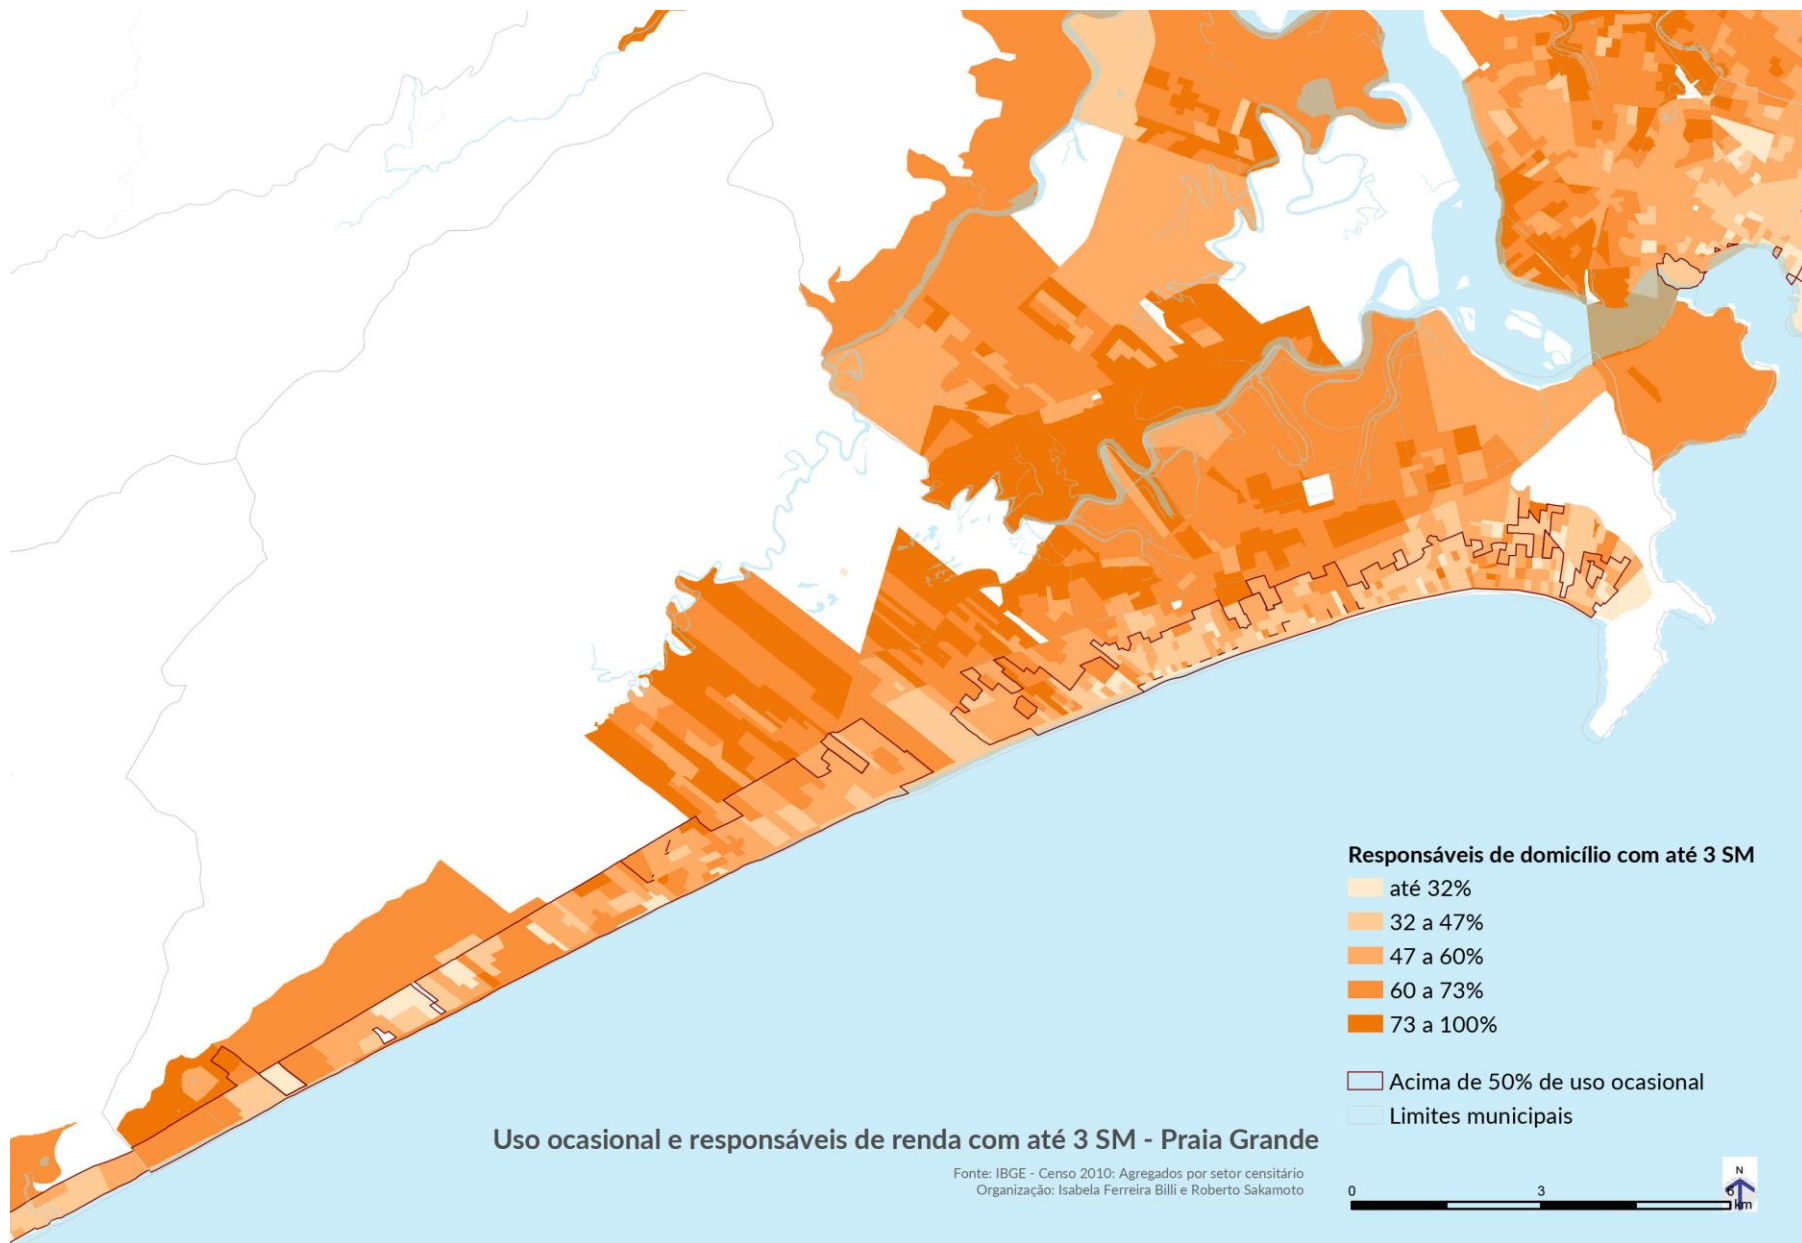 Responsáveis de domicílio com até 3 SM
até 32%
32 a 47%
47 a 60%
60 a 73%
73 a 100%
Acima de 50% de uso ocasional
Limites municipais
Uso ocasional e responsáveis de renda com até 3 SM - Praia Grande
Fonte: IBGE - Censo 2010: Agregados por setor censitário
Organização: Isabela Ferreira Billi e Roberto Sakamoto
N
0 3 6
km